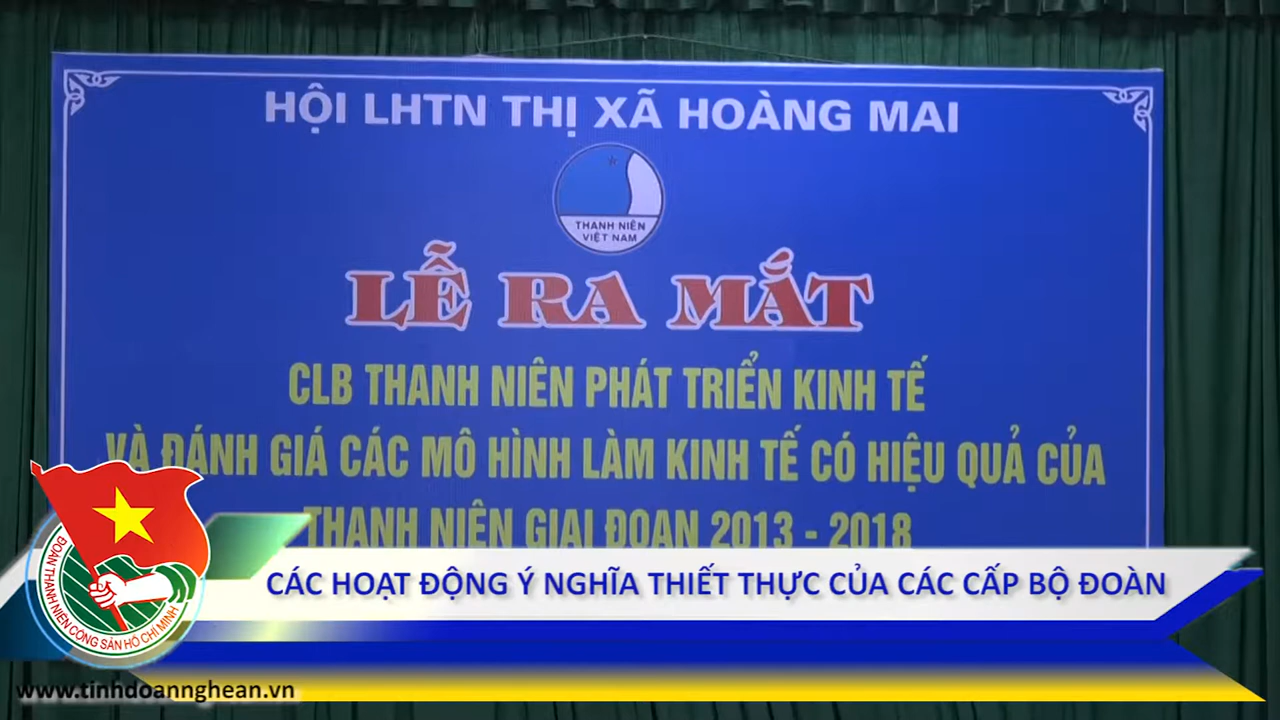 HỘI LHTN THỊ XÃ HOÀNG MAI
THANH NIÊN
VIỆT NAM
LỄ RA MẮT
CLB THANH NIÊN PHÁT TRIỂN KINH TẾ
VÀ ĐÁNH GIÁ CÁC MÔ HÌNH LÀM KINH TẾ CÓ HIỆU QUẢ CỦA
THANH NIÊN GIAI ĐOẠN 2013 - 2018
CÁC HOẠT ĐỘNG Ý NGHĨA THIẾT THỰC CỦA CÁC CẤP BỘ ĐOÀN
ĐOÀN THANH NIÊN CỘNG SẢN HỒ CHÍ MINH
www.tinhdoannghean.vn